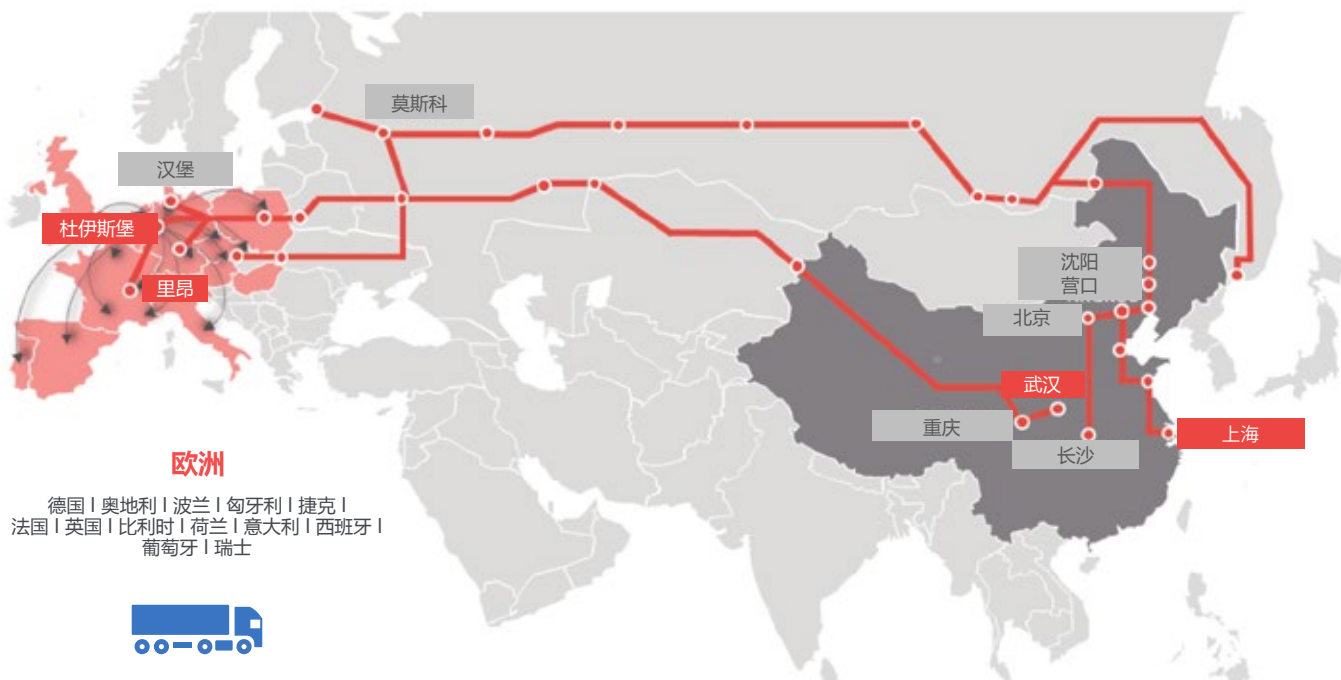 莫斯科
汉堡
杜伊斯堡
里昂
沈阳
营口
北京
武汉
重庆
长沙
上海
欧洲
德国 l 奥地利 l 波兰 l 匈牙利 l 捷克 l
法国 l 英国 l 比利时 l 荷兰 l 意大利 l 西班牙 l
葡萄牙 l 瑞士